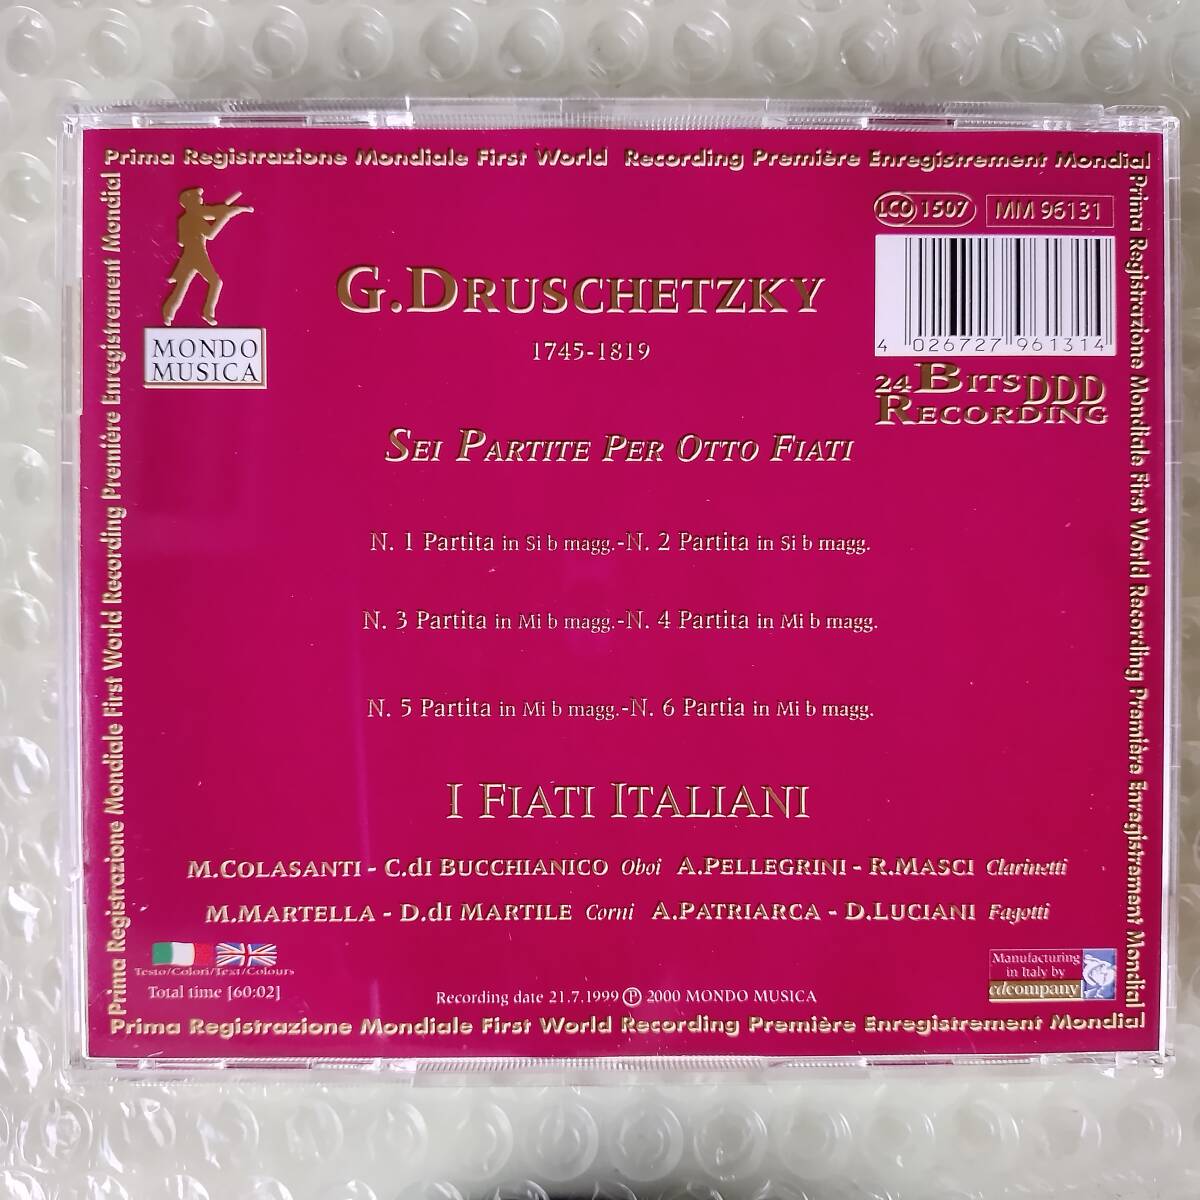 Prima Registrazione Mondiale First World Recording Première Enregistrement Mondial
Prima Registrazione Mondiale First World Recording Première Enregistrement Mondial
Prima Registrazione Mondiale First World Recording Première Enregistrement Mondial
MONDO
MUSICA
LCO 1507 MM 96131
4 026727 961314
24 BITS DDD
RECORDING
G.DRUSCHETZKY
1745-1819
SEI PARTITE PER OTTO FIATI
N. 1 Partita in Si b magg.-N. 2 Partita in Si b magg.
N. 3 Partita in Mi b magg.-N. 4 Partita in Mi b magg.
N. 5 Partita in Mi b magg.-N. 6 Partia in Mi b magg.
I FIATI ITALIANI
M.COLASANTI - C.dI BUCCHIANICO Oboi A.PELLEGRINI - R.MASCI Clarinetti
M.MARTELLA - D.dI MARTILE Corni A.PATRIARCA - D.LUCIANI Fagotti
Testo/Colori/Text/Colours
Total time [60:02]
Recording date 21.7.1999 Ⓟ 2000 MONDO MUSICA
Manufacturing
in Italy by
cdcompany
Prima Registrazione Mondiale First World Recording Première Enregistrement Mondial